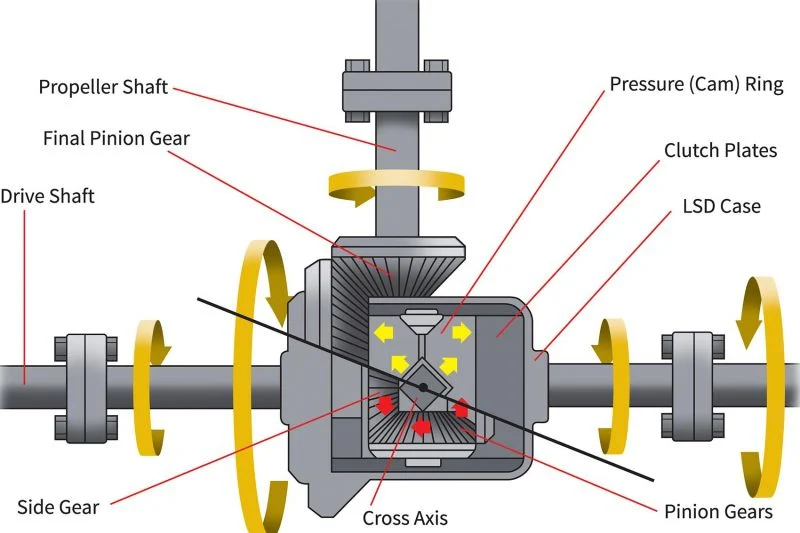 Propeller Shaft
Pressure (Cam) Ring
Final Pinion Gear
Clutch Plates
Drive Shaft
LSD Case
Side Gear
Cross Axis
Pinion Gears